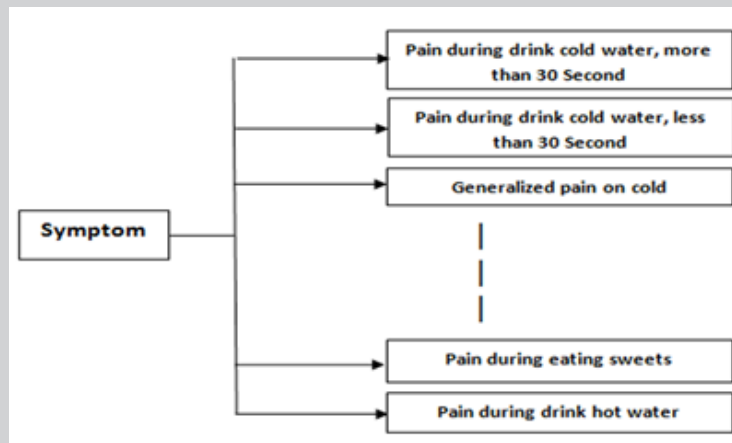 Pain during drink cold water, more
than 30 Second
Pain during drink cold water, less
than 30 Second
Generalized pain on cold
Symptom
Pain during eating sweets
Pain during drink hot water